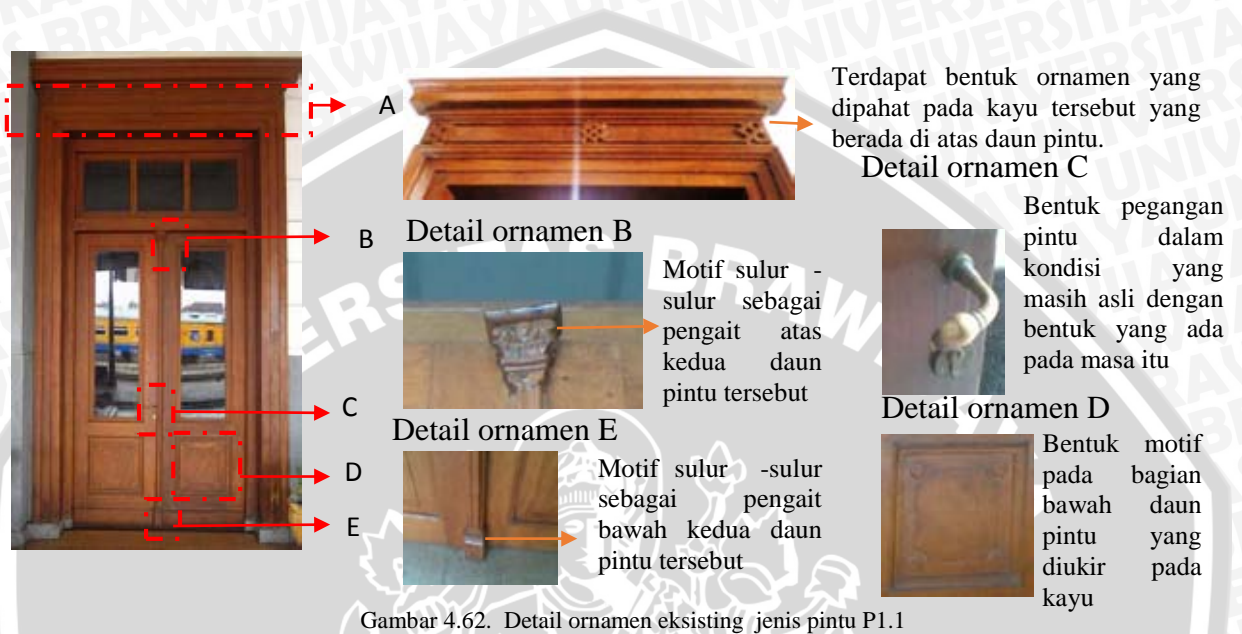 A
Terdapat bentuk ornamen yang
dipahat pada kayu tersebut yang
berada di atas daun pintu.
B
Detail ornamen B
Motif sulur -
sulur sebagai
pengait atas
kedua daun
pintu tersebut
Detail ornamen C
Bentuk pegangan
pintu dalam
kondisi yang
masih asli dengan
bentuk yang ada
pada masa itu
C
D
E
Detail ornamen E
Motif sulur -sulur
sebagai pengait
bawah kedua daun
pintu tersebut
Detail ornamen D
Bentuk motif
pada bagian
bawah daun
pintu yang
diukir pada
kayu
Gambar 4.62. Detail ornamen eksisting jenis pintu P1.1